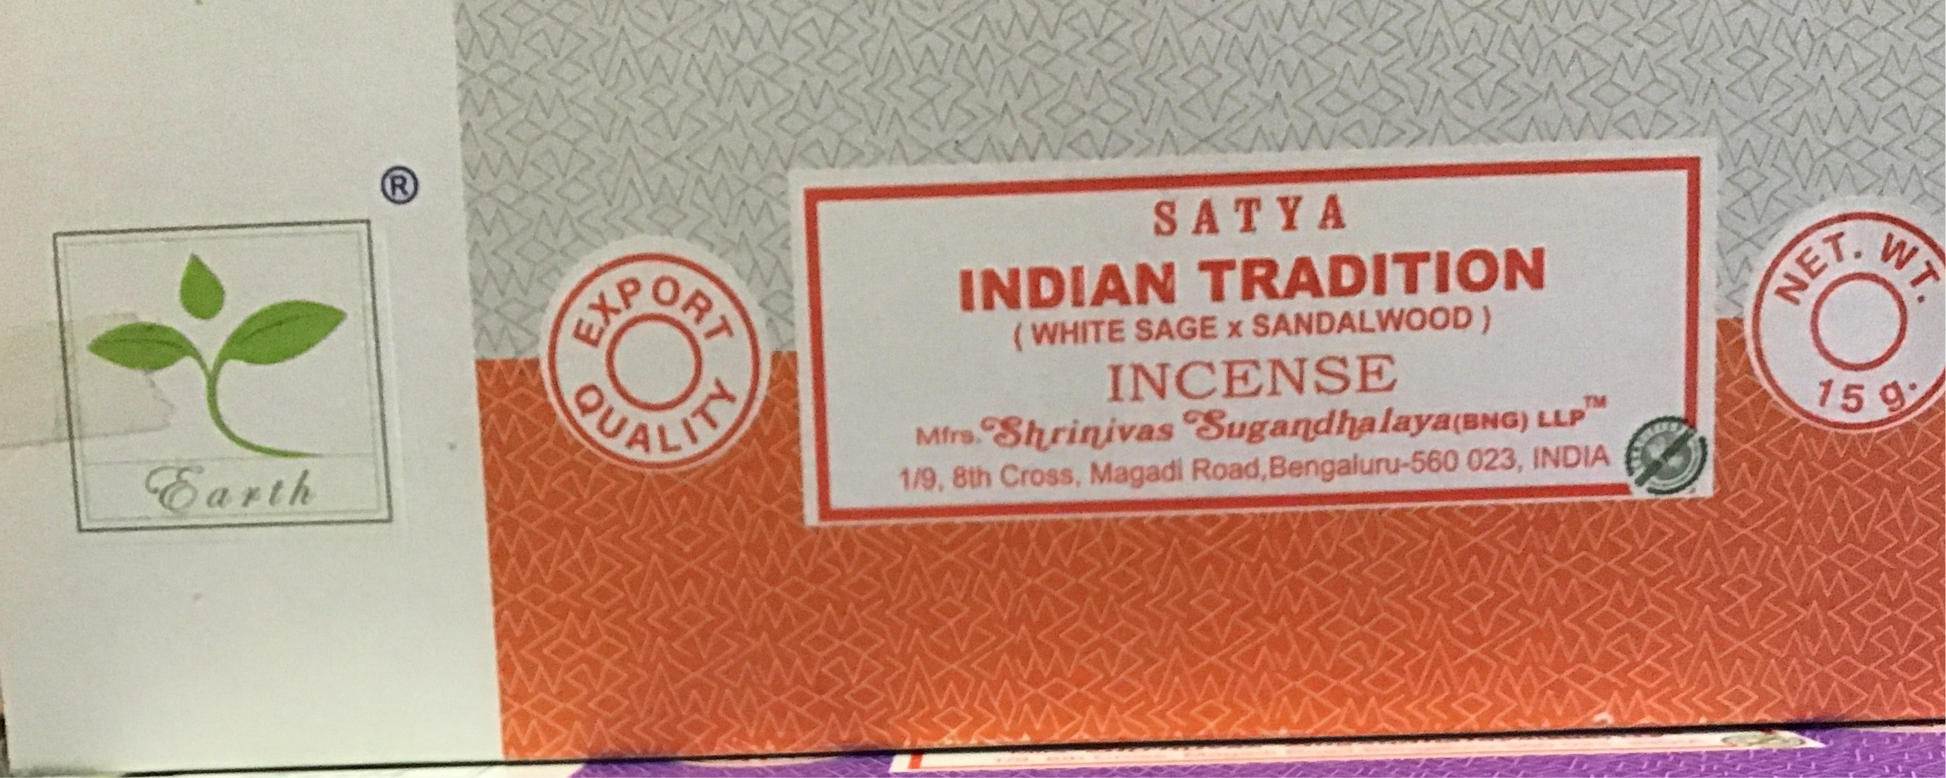 ®
Earth
EXPORT
QUALITY
SATYA
INDIAN TRADITION
( WHITE SAGE x SANDALWOOD )
INCENSE
Mfrs. Shrinivas Sugandhalaya (BNG) LLP™
1/9, 8th Cross, Magadi Road, Bengaluru-560 023, INDIA
NET. WT.
15 g.